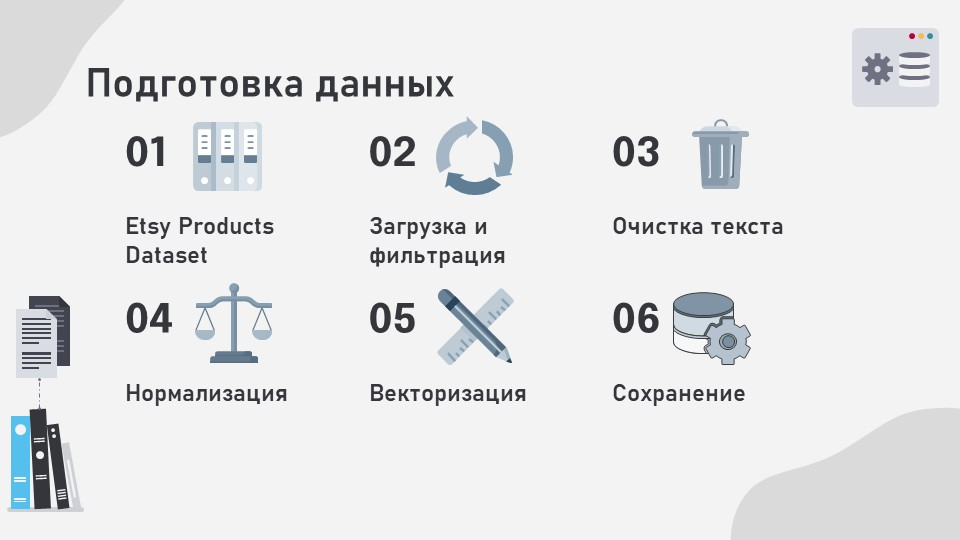 Подготовка данных
01
02
03
Etsy Products
Dataset
Загрузка и
фильтрация
Очистка текста
04
05
06
Нормализация
Векторизация
Сохранение